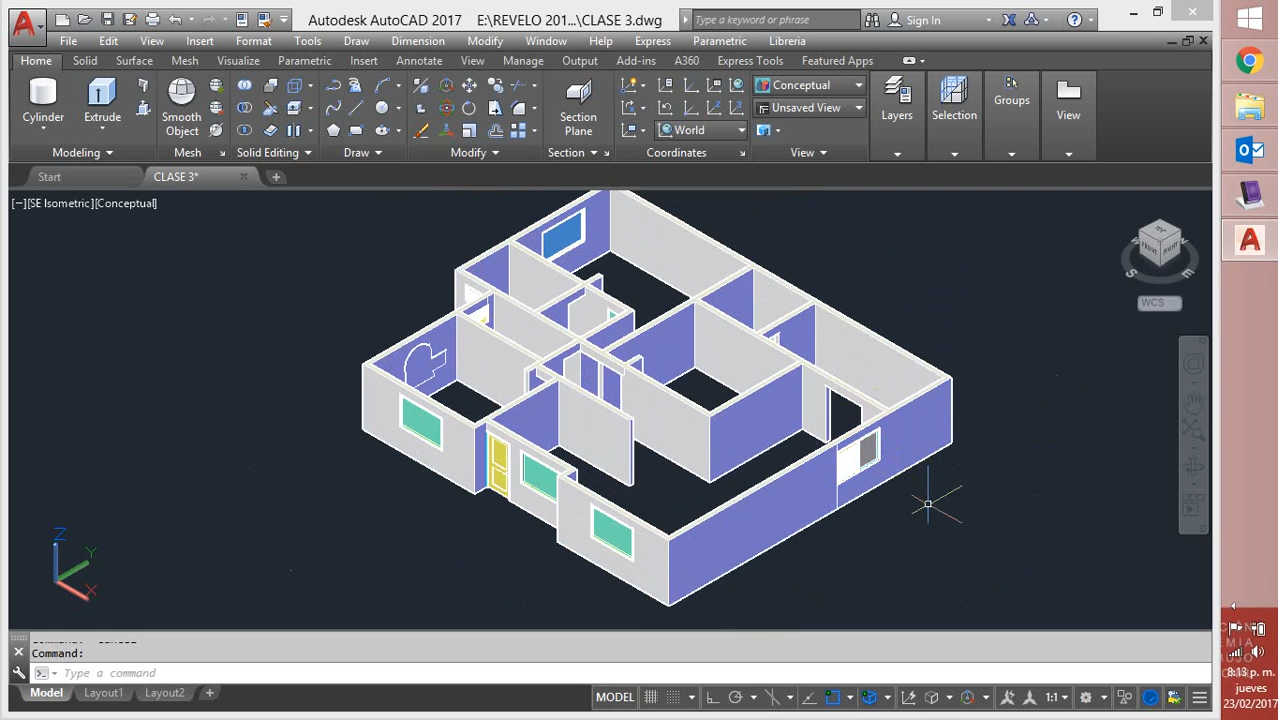 Autodesk AutoCAD 2017 E:\REVELO 201...\CLASE 3.dwg
Type a keyword or phrase
Sign In
File Edit View Insert Format Tools Draw Dimension Modify Window Help Express Parametric Libreria
Home Solid Surface Mesh Visualize Parametric Insert Annotate View Manage Output Add-ins A360 Express Tools Featured Apps
Cylinder
Extrude
Smooth
Object
Section
Plane
Conceptual
Unsaved View
World
Layers
Selection
Groups
View
Modeling
Mesh
Solid Editing
Draw
Modify
Section
Coordinates
View
Start
CLASE 3*
[−][SE Isometric][Conceptual]
TOP
FRONT
RIGHT
S
E
WCS
Z
Y
X
Command:
Type a command
Model Layout1 Layout2
MODEL
1:1
8:13 p. m.
jueves
23/02/2017